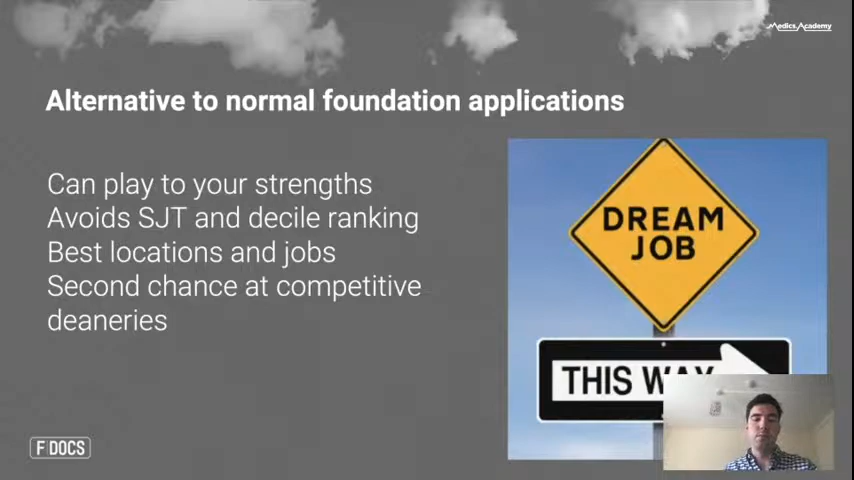 Medics.Academy
Alternative to normal foundation applications
Can play to your strengths
Avoids SJT and decile ranking
Best locations and jobs
Second chance at competitive
deaneries
DREAM
JOB
THIS WAY
F|DOCS